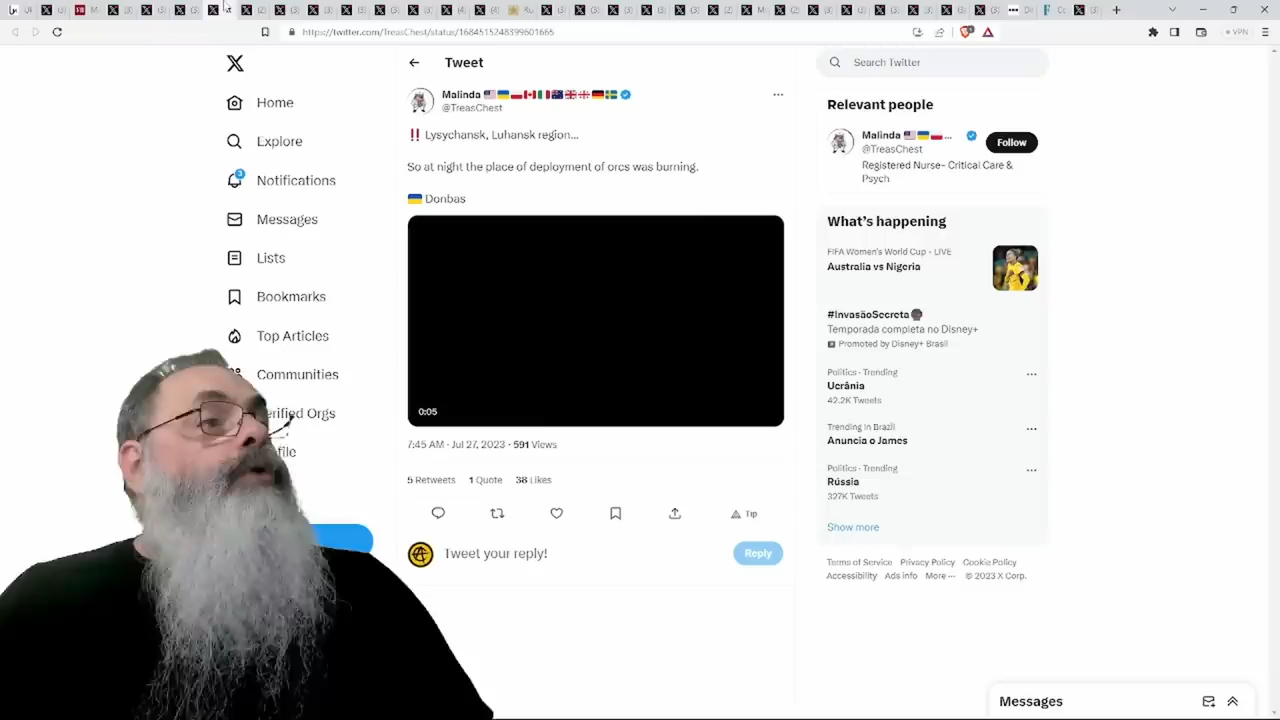 https://twitter.com/TreasChest/status/1684515248399601665
VPN
Home
Explore
3
Notifications
Messages
Lists
Bookmarks
Top Articles
Communities
erified Orgs
file
Tweet
Malinda
@TreasChest
‼ Lysychansk, Luhansk region...
So at night the place of deployment of orcs was burning.
Donbas
0:05
7:45 AM · Jul 27, 2023 · 591 Views
5 Retweets 1 Quote 38 Likes
Tip
Tweet your reply!
Reply
Search Twitter
Relevant people
Malinda ...
@TreasChest
Follow
Registered Nurse- Critical Care &
Psych
What's happening
FIFA Women's World Cup · LIVE
Australia vs Nigeria
#InvasãoSecreta
Temporada completa no Disney+
Promoted by Disney+ Brasil
Politics · Trending
Ucrânia
42.2K Tweets
Trending in Brazil
Anuncia o James
Politics · Trending
Rússia
327K Tweets
Show more
Terms of Service Privacy Policy Cookie Policy
Accessibility Ads info More ··· © 2023 X Corp.
Messages